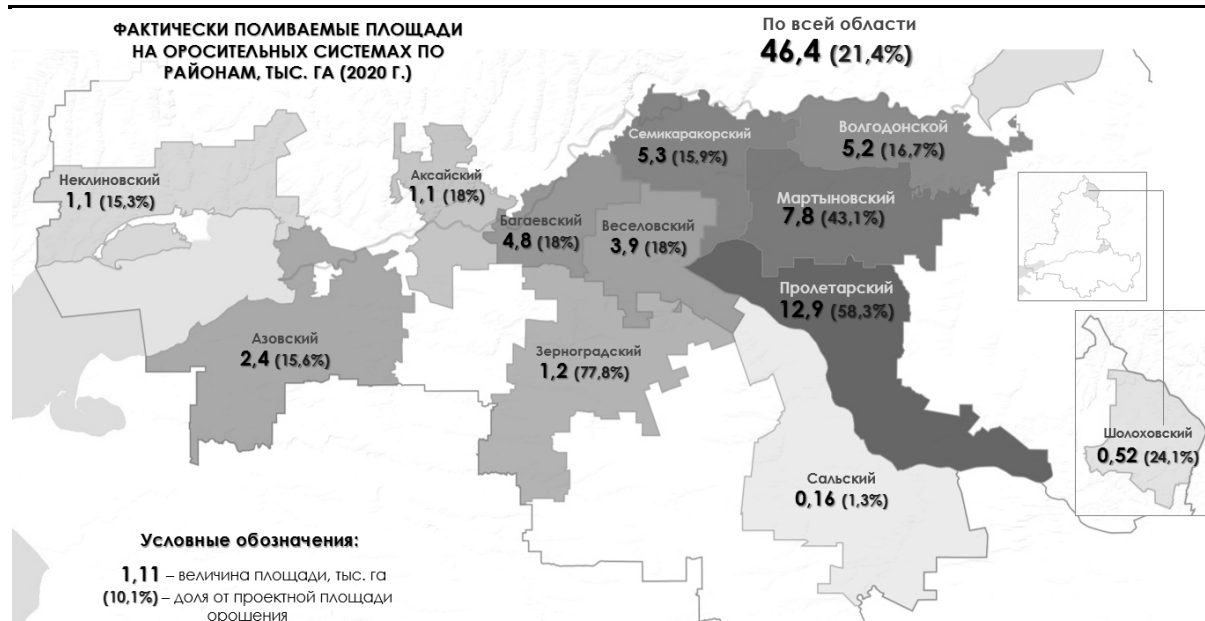 ФАКТИЧЕСКИ ПОЛИВАЕМЫЕ ПЛОЩАДИ
НА ОРОСИТЕЛЬНЫХ СИСТЕМАХ ПО
РАЙОНАМ, ТЫС. ГА (2020 Г.)
По всей области
46,4 (21,4%)
Семикаракорский
5,3 (15,9%)
Волгодонской
5,2 (16,7%)
Неклиновский
1,1 (15,3%)
Аксайский
1,1 (18%)
Мартыновский
7,8 (43,1%)
Багаевский
4,8 (18%)
Веселовский
3,9 (18%)
Пролетарский
12,9 (58,3%)
Азовский
2,4 (15,6%)
Зерноградский
1,2 (77,8%)
Шолоховский
0,52 (24,1%)
Сальский
0,16 (1,3%)
Условные обозначения:
1,11 – величина площади, тыс. га
(10,1%) – доля от проектной площади
орошения